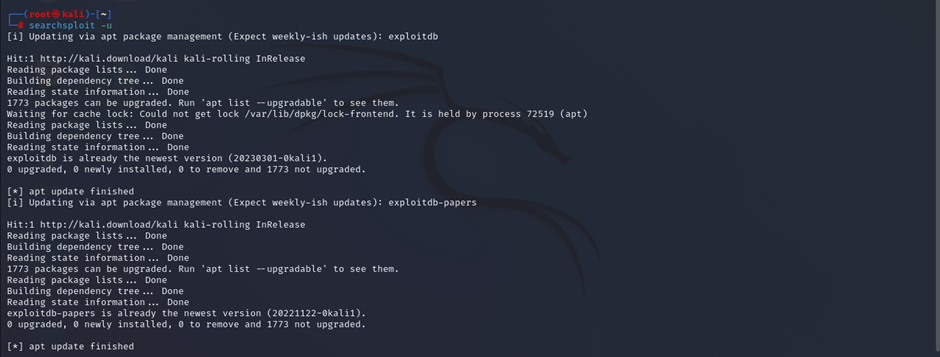 ┌──(root㉿kali)-[~]
└─# searchsploit -u
[i] Updating via apt package management (Expect weekly-ish updates): exploitdb
Hit:1 http://kali.download/kali kali-rolling InRelease
Reading package lists... Done
Building dependency tree... Done
Reading state information... Done
1773 packages can be upgraded. Run 'apt list --upgradable' to see them.
Waiting for cache lock: Could not get lock /var/lib/dpkg/lock-frontend. It is held by process 72519 (apt)
Reading package lists... Done
Building dependency tree... Done
Reading state information... Done
exploitdb is already the newest version (20230301-0kali1).
0 upgraded, 0 newly installed, 0 to remove and 1773 not upgraded.
[*] apt update finished
[i] Updating via apt package management (Expect weekly-ish updates): exploitdb-papers
Hit:1 http://kali.download/kali kali-rolling InRelease
Reading package lists... Done
Building dependency tree... Done
Reading state information... Done
1773 packages can be upgraded. Run 'apt list --upgradable' to see them.
Reading package lists... Done
Building dependency tree... Done
Reading state information... Done
exploitdb-papers is already the newest version (20221122-0kali1).
0 upgraded, 0 newly installed, 0 to remove and 1773 not upgraded.
[*] apt update finished